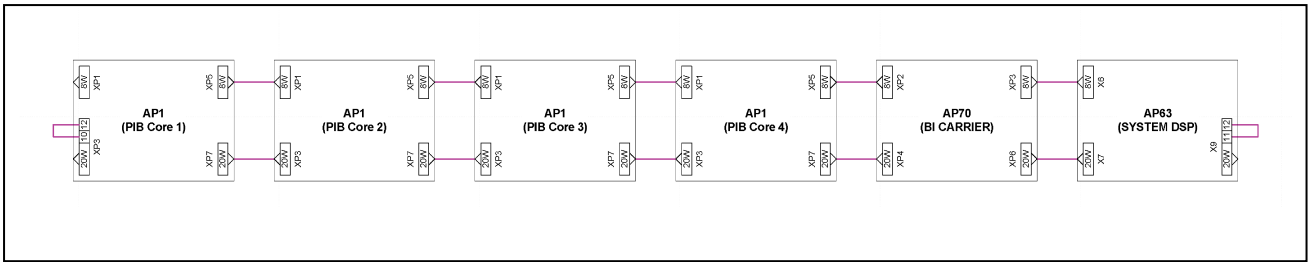 8W
XP1
XP5
8W
AP1
(PIB Core 1)
10 12
XP3
20W
XP7
20W
8W
XP1
XP5
8W
AP1
(PIB Core 2)
20W
XP3
XP7
20W
8W
XP1
XP5
8W
AP1
(PIB Core 3)
20W
XP3
XP7
20W
8W
XP1
XP5
8W
AP1
(PIB Core 4)
20W
XP3
XP7
20W
8W
XP2
XP3
8W
AP70
(BI CARRIER)
20W
XP4
XP6
20W
8W
X6
AP63
(SYSTEM DSP)
20W
X7
X9
11 12
20W